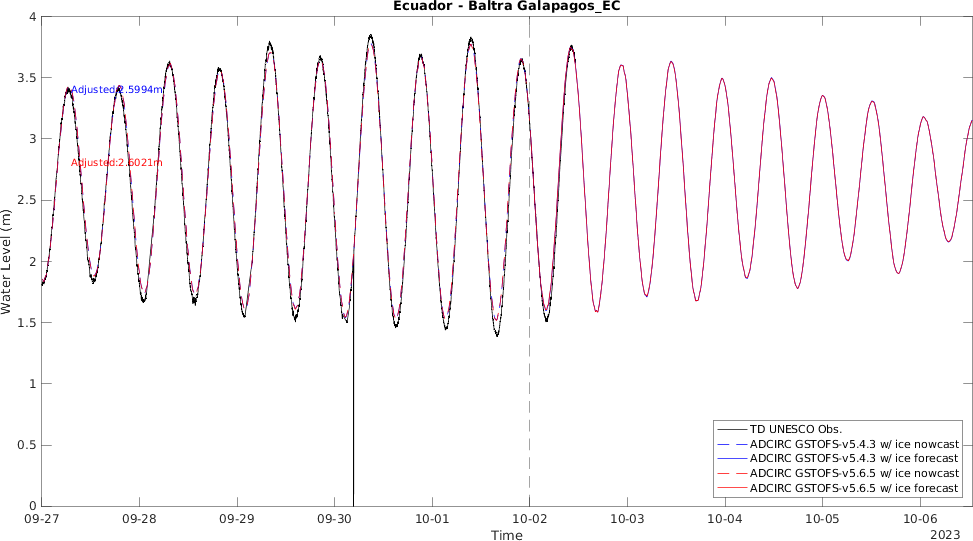 Ecuador - Baltra Galapagos_EC
4
3.5
3
2.5
2
1.5
1
0.5
0
Water Level (m)
Adjusted:2.5994m
Adjusted:2.6021m
TD UNESCO Obs.
ADCIRC GSTOFS-v5.4.3 w/ ice nowcast
ADCIRC GSTOFS-v5.4.3 w/ ice forecast
ADCIRC GSTOFS-v5.6.5 w/ ice nowcast
ADCIRC GSTOFS-v5.6.5 w/ ice forecast
09-27 09-28 09-29 09-30 10-01 10-02 10-03 10-04 10-05 10-06
Time
2023